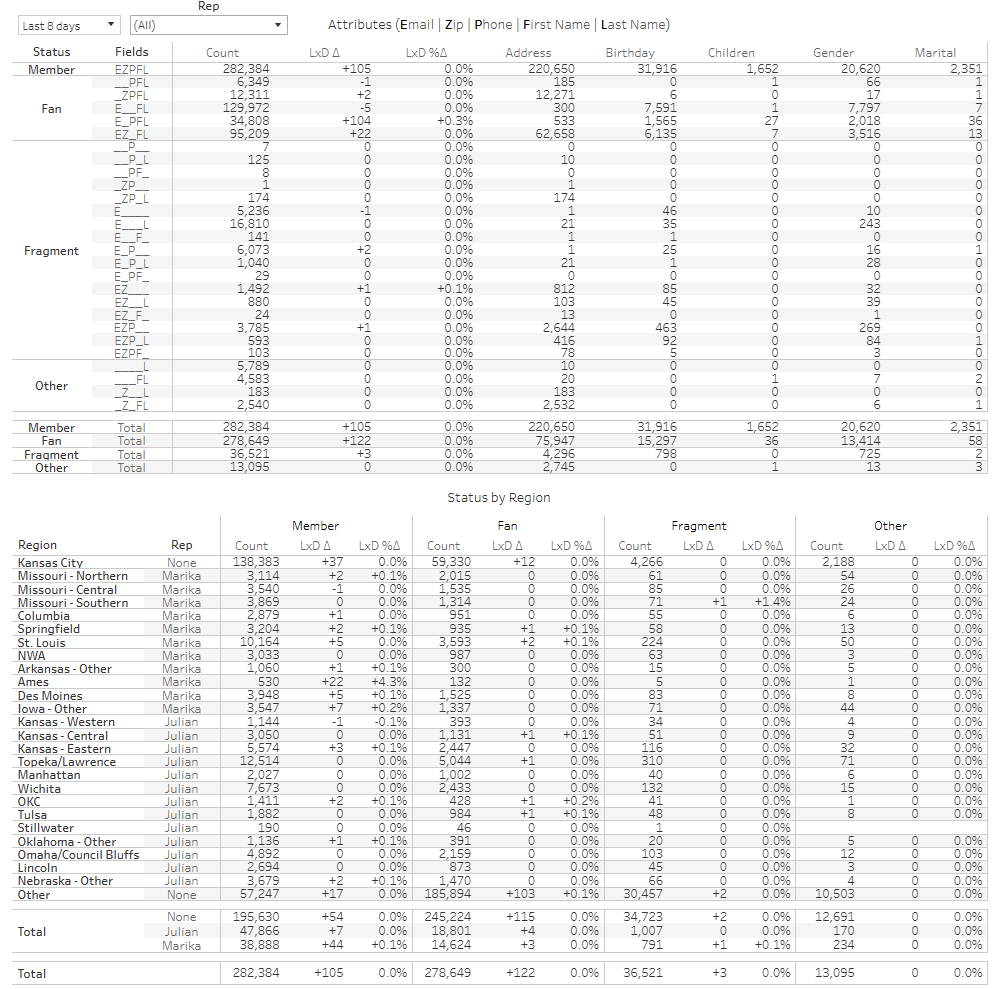 Rep
Last 8 days (All) Attributes (Email | Zip | Phone | First Name | Last Name)
Status Fields Count LxD Δ LxD %Δ Address Birthday Children Gender Marital
Member EZPFL 282,384 +105 0.0% 220,650 31,916 1,652 20,620 2,351
__PFL 6,349 -1 0.0% 185 0 1 66 1
_ZPFL 12,311 +2 0.0% 12,271 6 0 17 1
Fan E__FL 129,972 -5 0.0% 300 7,591 1 7,797 7
E_PFL 34,808 +104 +0.3% 533 1,565 27 2,018 36
EZ_FL 95,209 +22 0.0% 62,658 6,135 7 3,516 13
__P__ 7 0 0.0% 0 0 0 0 0
__P_L 125 0 0.0% 10 0 0 0 0
__PF_ 8 0 0.0% 0 0 0 0 0
_ZP__ 1 0 0.0% 1 0 0 0 0
_ZP_L 174 0 0.0% 174 0 0 0 0
E____ 5,236 -1 0.0% 1 46 0 10 0
E___L 16,810 0 0.0% 21 35 0 243 0
E__F_ 141 0 0.0% 1 1 0 0 0
Fragment E_P__ 6,073 +2 0.0% 1 25 0 16 1
E_P_L 1,040 0 0.0% 21 1 0 28 0
E_PF_ 29 0 0.0% 0 0 0 0 0
EZ___ 1,492 +1 +0.1% 812 85 0 32 0
EZ__L 880 0 0.0% 103 45 0 39 0
EZ_F_ 24 0 0.0% 13 0 0 1 0
EZP__ 3,785 +1 0.0% 2,644 463 0 269 0
EZP_L 593 0 0.0% 416 92 0 84 1
EZPF_ 103 0 0.0% 78 5 0 3 0
____L 5,789 0 0.0% 10 0 0 0 0
Other ___FL 4,583 0 0.0% 20 0 1 7 2
_Z__L 183 0 0.0% 183 0 0 0 0
_Z_FL 2,540 0 0.0% 2,532 0 0 6 1
Member Total 282,384 +105 0.0% 220,650 31,916 1,652 20,620 2,351
Fan Total 278,649 +122 0.0% 75,947 15,297 36 13,414 58
Fragment Total 36,521 +3 0.0% 4,296 798 0 725 2
Other Total 13,095 0 0.0% 2,745 0 1 13 3
Status by Region
Member Fan Fragment Other
Region Rep Count LxD Δ LxD %Δ Count LxD Δ LxD %Δ Count LxD Δ LxD %Δ Count LxD Δ LxD %Δ
Kansas City None 138,383 +37 0.0% 59,330 +12 0.0% 4,266 0 0.0% 2,188 0 0.0%
Missouri - Northern Marika 3,114 +2 +0.1% 2,015 0 0.0% 61 0 0.0% 54 0 0.0%
Missouri - Central Marika 3,540 -1 0.0% 1,535 0 0.0% 85 0 0.0% 26 0 0.0%
Missouri - Southern Marika 3,869 0 0.0% 1,314 0 0.0% 71 +1 +1.4% 24 0 0.0%
Columbia Marika 2,879 +1 0.0% 951 0 0.0% 55 0 0.0% 6 0 0.0%
Springfield Marika 3,204 +2 +0.1% 935 +1 +0.1% 58 0 0.0% 13 0 0.0%
St. Louis Marika 10,164 +5 0.0% 3,593 +2 +0.1% 224 0 0.0% 50 0 0.0%
NWA Marika 3,033 0 0.0% 987 0 0.0% 63 0 0.0% 3 0 0.0%
Arkansas - Other Marika 1,060 +1 +0.1% 300 0 0.0% 15 0 0.0% 5 0 0.0%
Ames Marika 530 +22 +4.3% 132 0 0.0% 5 0 0.0% 1 0 0.0%
Des Moines Marika 3,948 +5 +0.1% 1,525 0 0.0% 83 0 0.0% 8 0 0.0%
Iowa - Other Marika 3,547 +7 +0.2% 1,337 0 0.0% 71 0 0.0% 44 0 0.0%
Kansas - Western Julian 1,144 -1 -0.1% 393 0 0.0% 34 0 0.0% 4 0 0.0%
Kansas - Central Julian 3,050 0 0.0% 1,131 +1 +0.1% 51 0 0.0% 9 0 0.0%
Kansas - Eastern Julian 5,574 +3 +0.1% 2,447 0 0.0% 116 0 0.0% 32 0 0.0%
Topeka/Lawrence Julian 12,514 0 0.0% 5,044 +1 0.0% 310 0 0.0% 71 0 0.0%
Manhattan Julian 2,027 0 0.0% 1,002 0 0.0% 40 0 0.0% 6 0 0.0%
Wichita Julian 7,673 0 0.0% 2,433 0 0.0% 132 0 0.0% 15 0 0.0%
OKC Julian 1,411 +2 +0.1% 428 +1 +0.2% 41 0 0.0% 1 0 0.0%
Tulsa Julian 1,882 0 0.0% 984 +1 +0.1% 48 0 0.0% 8 0 0.0%
Stillwater Julian 190 0 0.0% 46 0 0.0% 1 0 0.0%
Oklahoma - Other Julian 1,136 +1 +0.1% 391 0 0.0% 20 0 0.0% 5 0 0.0%
Omaha/Council Bluffs Julian 4,892 0 0.0% 2,159 0 0.0% 103 0 0.0% 12 0 0.0%
Lincoln Julian 2,694 0 0.0% 873 0 0.0% 45 0 0.0% 3 0 0.0%
Nebraska - Other Julian 3,679 +2 +0.1% 1,470 0 0.0% 66 0 0.0% 4 0 0.0%
Other None 57,247 +17 0.0% 185,894 +103 +0.1% 30,457 +2 0.0% 10,503 0 0.0%
None 195,630 +54 0.0% 245,224 +115 0.0% 34,723 +2 0.0% 12,691 0 0.0%
Total Julian 47,866 +7 0.0% 18,801 +4 0.0% 1,007 0 0.0% 170 0 0.0%
Marika 38,888 +44 +0.1% 14,624 +3 0.0% 791 +1 +0.1% 234 0 0.0%
Total 282,384 +105 0.0% 278,649 +122 0.0% 36,521 +3 0.0% 13,095 0 0.0%